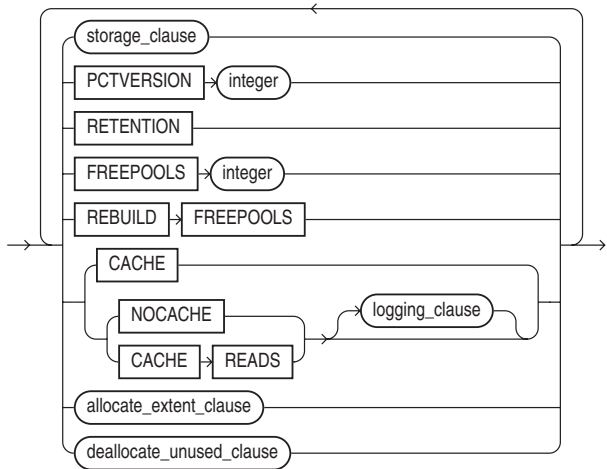 storage_clause
PCTVERSION integer
RETENTION
FREEPOOLS integer
REBUILD FREEPOOLS
CACHE
NOCACHE
logging_clause
CACHE READS
allocate_extent_clause
deallocate_unused_clause